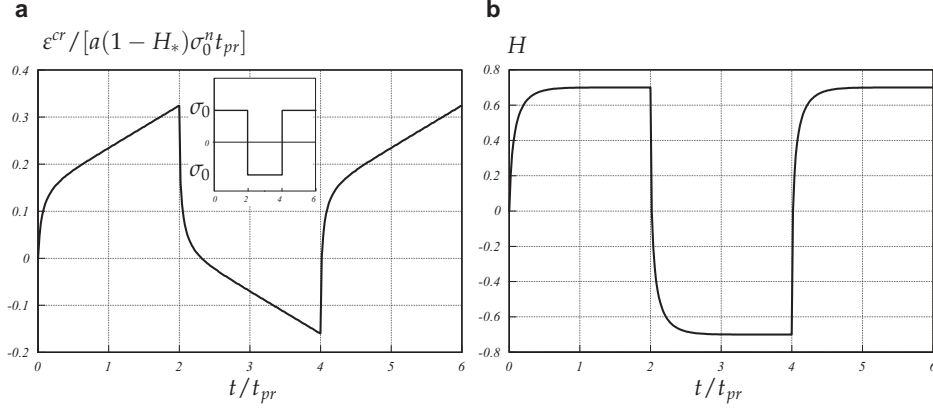 a
ε^{cr}/[a(1 − H_*)σ_0^n t_{pr}]
0.4
0.3
0.2
0.1
0
-0.1
-0.2
0 1 2 3 4 5 6
t/t_{pr}
σ_0
0
σ_0
0 2 4 6
b
H
0.8
0.6
0.4
0.2
0
-0.2
-0.4
-0.6
-0.8
0 1 2 3 4 5 6
t/t_{pr}